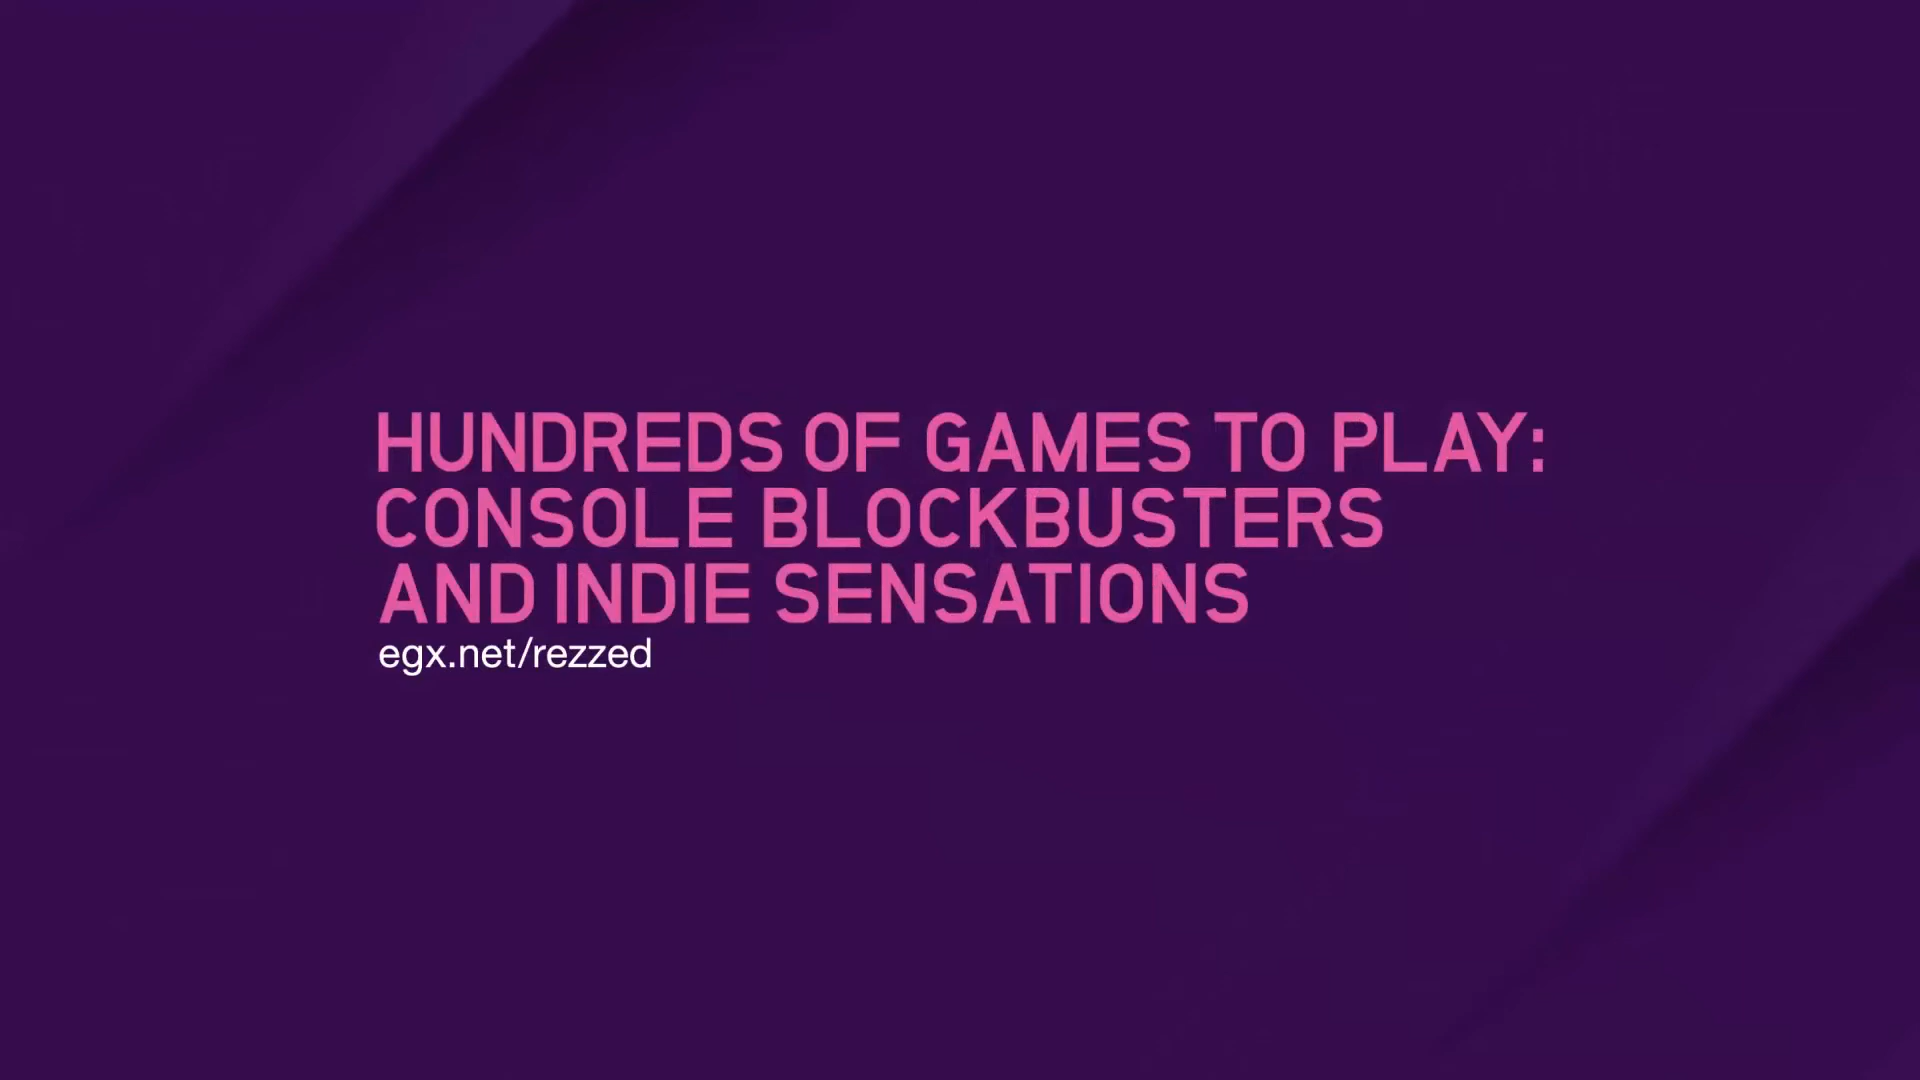 HUNDREDS OF GAMES TO PLAY:
CONSOLE BLOCKBUSTERS
AND INDIE SENSATIONS
egx.net/rezzed